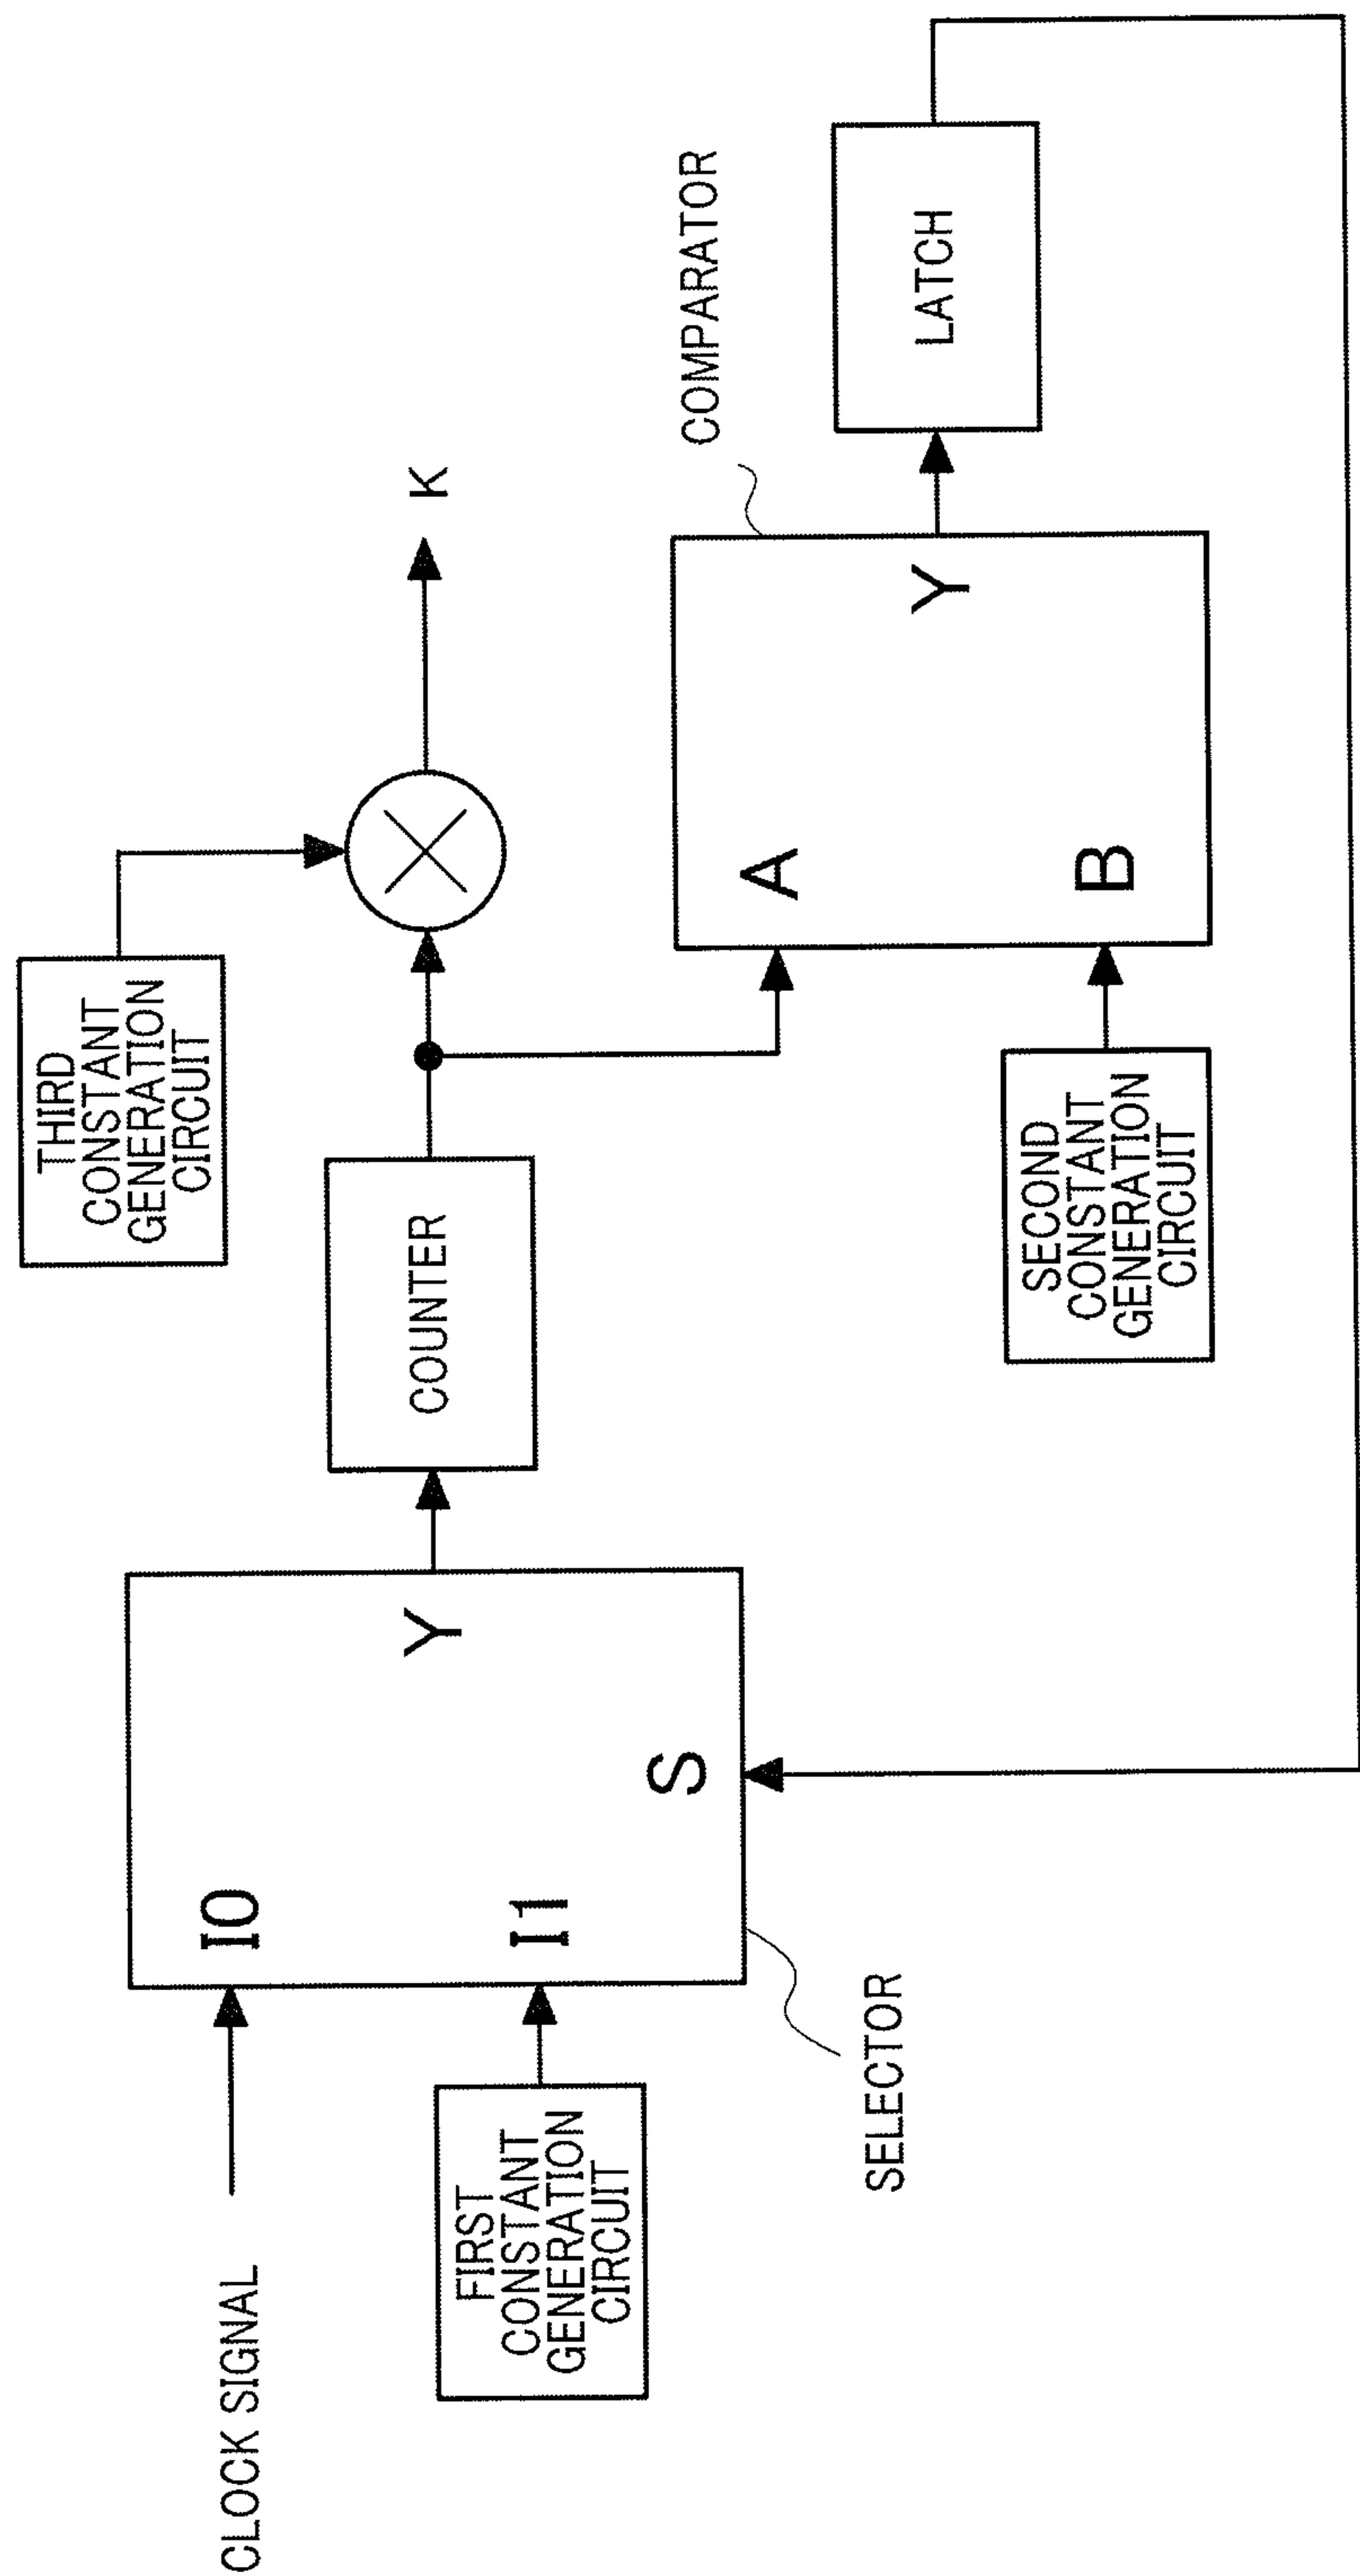 CLOCK SIGNAL
I0
I1
Y
S
FIRST
CONSTANT
GENERATION
CIRCUIT
SELECTOR
COUNTER
THIRD
CONSTANT
GENERATION
CIRCUIT
K
SECOND
CONSTANT
GENERATION
CIRCUIT
A
B
Y
COMPARATOR
LATCH